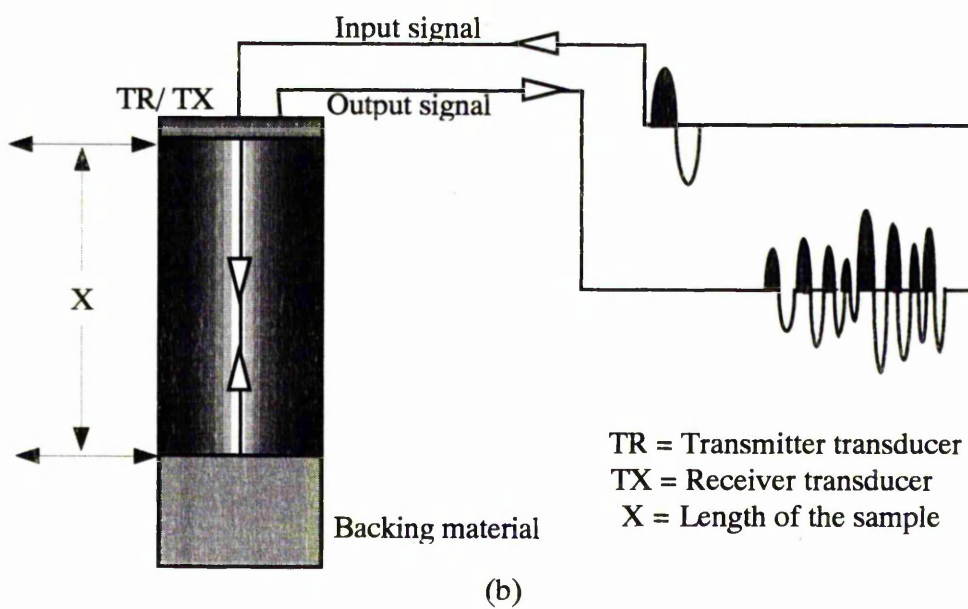 Input signal
TR/ TX
Output signal
X
TR = Transmitter transducer
TX = Receiver transducer
X = Length of the sample
Backing material
(b)